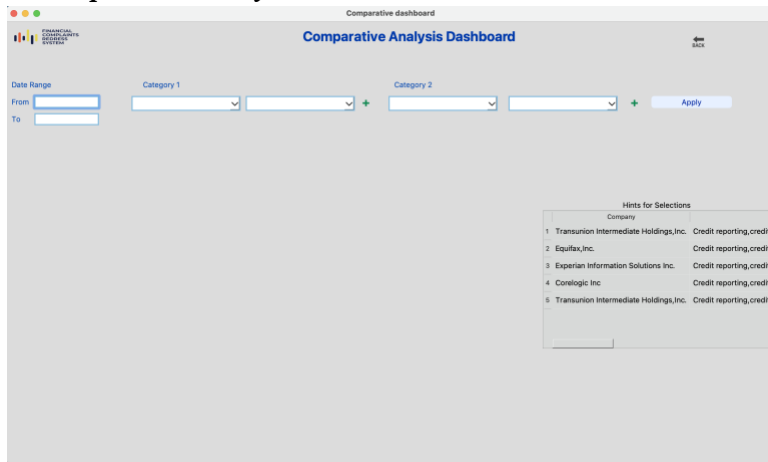 Comparative dashboard
FINANCIAL
COMPLAINTS
REGRESS
SYSTEM
Comparative Analysis Dashboard
BACK
Date Range
Category 1
Category 2
From
+
+
Apply
To
Hints for Selections
Company
1 Transunion Intermediate Holdings,Inc. Credit reporting,credi
2 Equifax,Inc. Credit reporting,credi
3 Experian Information Solutions Inc. Credit reporting,credi
4 Corelogic Inc Credit reporting,credi
5 Transunion Intermediate Holdings,Inc. Credit reporting,credi